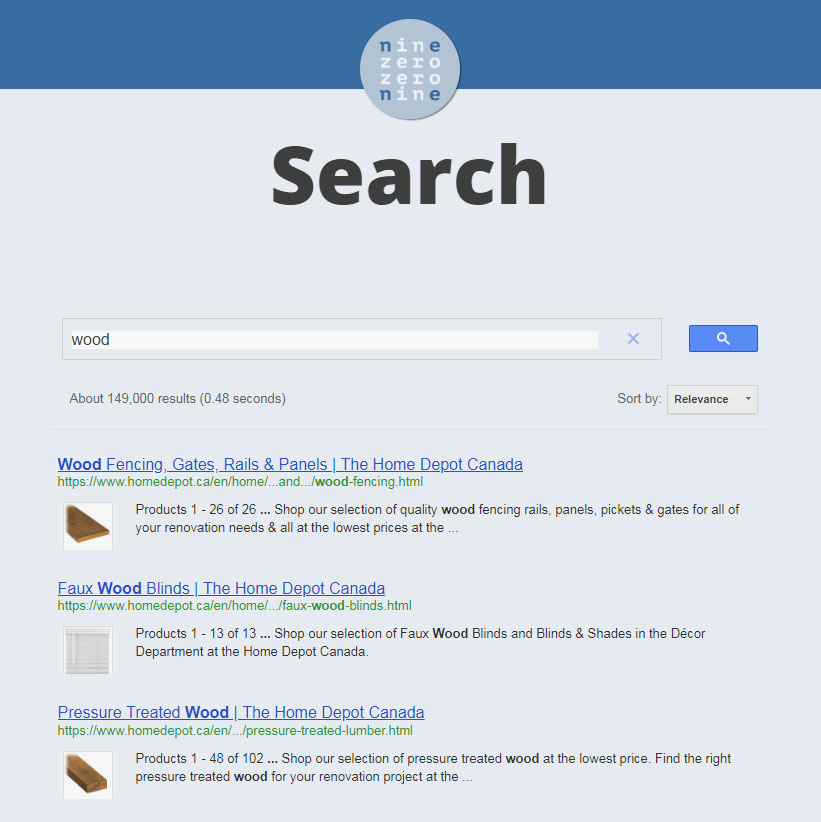 nine
zero
zero
nine
Search
wood
About 149,000 results (0.48 seconds)
Sort by: Relevance
Wood Fencing, Gates, Rails & Panels | The Home Depot Canada
https://www.homedepot.ca/en/home/...and.../wood-fencing.html
Products 1 - 26 of 26 ... Shop our selection of quality wood fencing rails, panels, pickets & gates for all of
your renovation needs & all at the lowest prices at the ...
Faux Wood Blinds | The Home Depot Canada
https://www.homedepot.ca/en/home/.../faux-wood-blinds.html
Products 1 - 13 of 13 ... Shop our selection of Faux Wood Blinds and Blinds & Shades in the Décor
Department at the Home Depot Canada.
Pressure Treated Wood | The Home Depot Canada
https://www.homedepot.ca/en/.../pressure-treated-lumber.html
Products 1 - 48 of 102 ... Shop our selection of pressure treated wood at the lowest price. Find the right
pressure treated wood for your renovation project at the ...